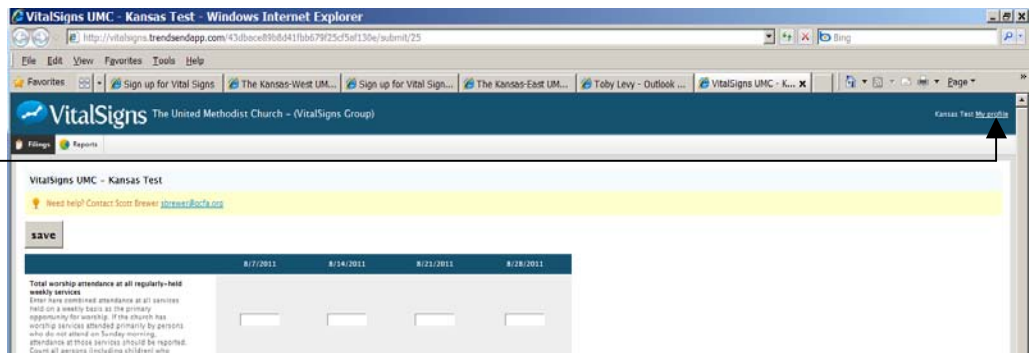 VitalSigns UMC - Kansas Test - Windows Internet Explorer
http://vitalsigns.trendsendapp.com/43dbace89b8d41fbb679f25cf5af130e/submit/25
Bing
File Edit View Favorites Tools Help
Favorites Sign up for Vital Signs The Kansas-West UM... Sign up for Vital Sign... The Kansas-East UM... Toby Levy - Outlook ... VitalSigns UMC - K... X Page
VitalSigns The United Methodist Church - (VitalSigns Group) Kansas Test My profile
Filings Reports
VitalSigns UMC - Kansas Test
Need help? Contact Scott Brewer sbrewer@gcfa.org
save
8/7/2011 8/14/2011 8/21/2011 8/28/2011
Total worship attendance at all regularly-held
weekly services
Enter here combined attendance at all services
held on a weekly basis as the primary
opportunity for worship. If the church has
worship services attended primarily by persons
who do not attend on Sunday morning,
attendance at those services should be reported.
Count all persons (including children) who